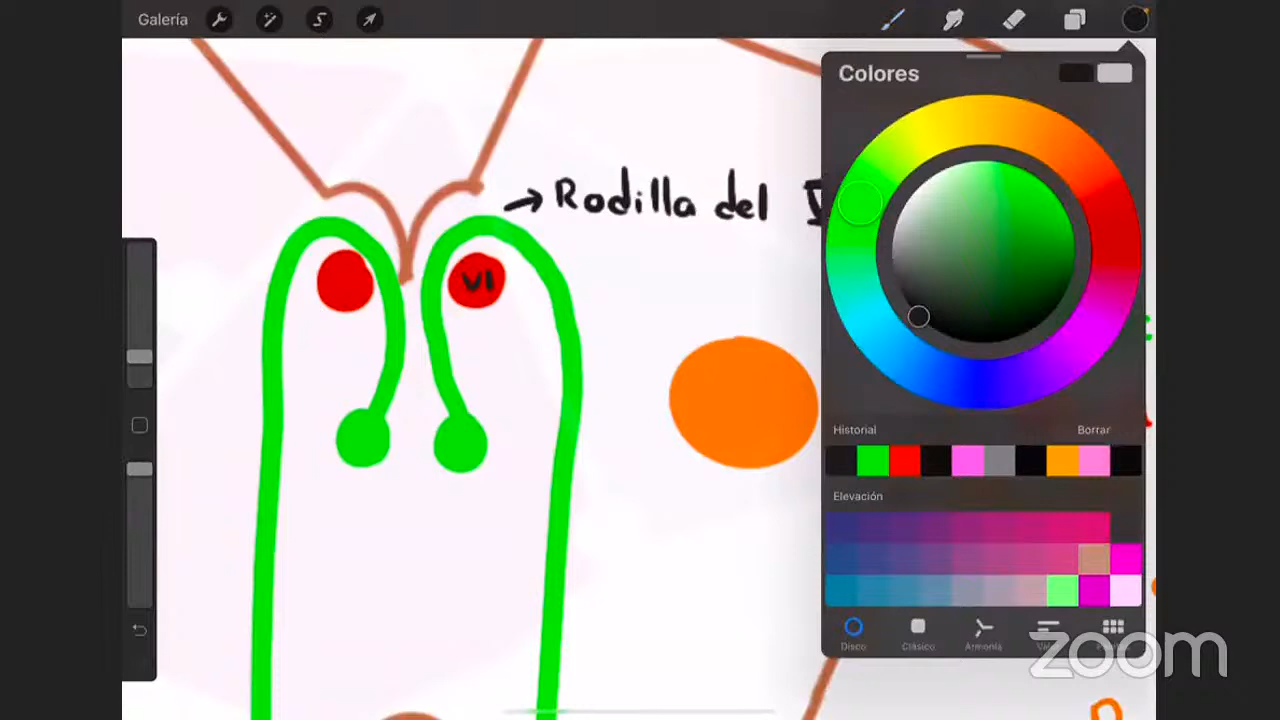 Galería
Colores
→ Rodilla del
VI
Historial Borrar
Elevación
Disco Clásico Armonía
zoom